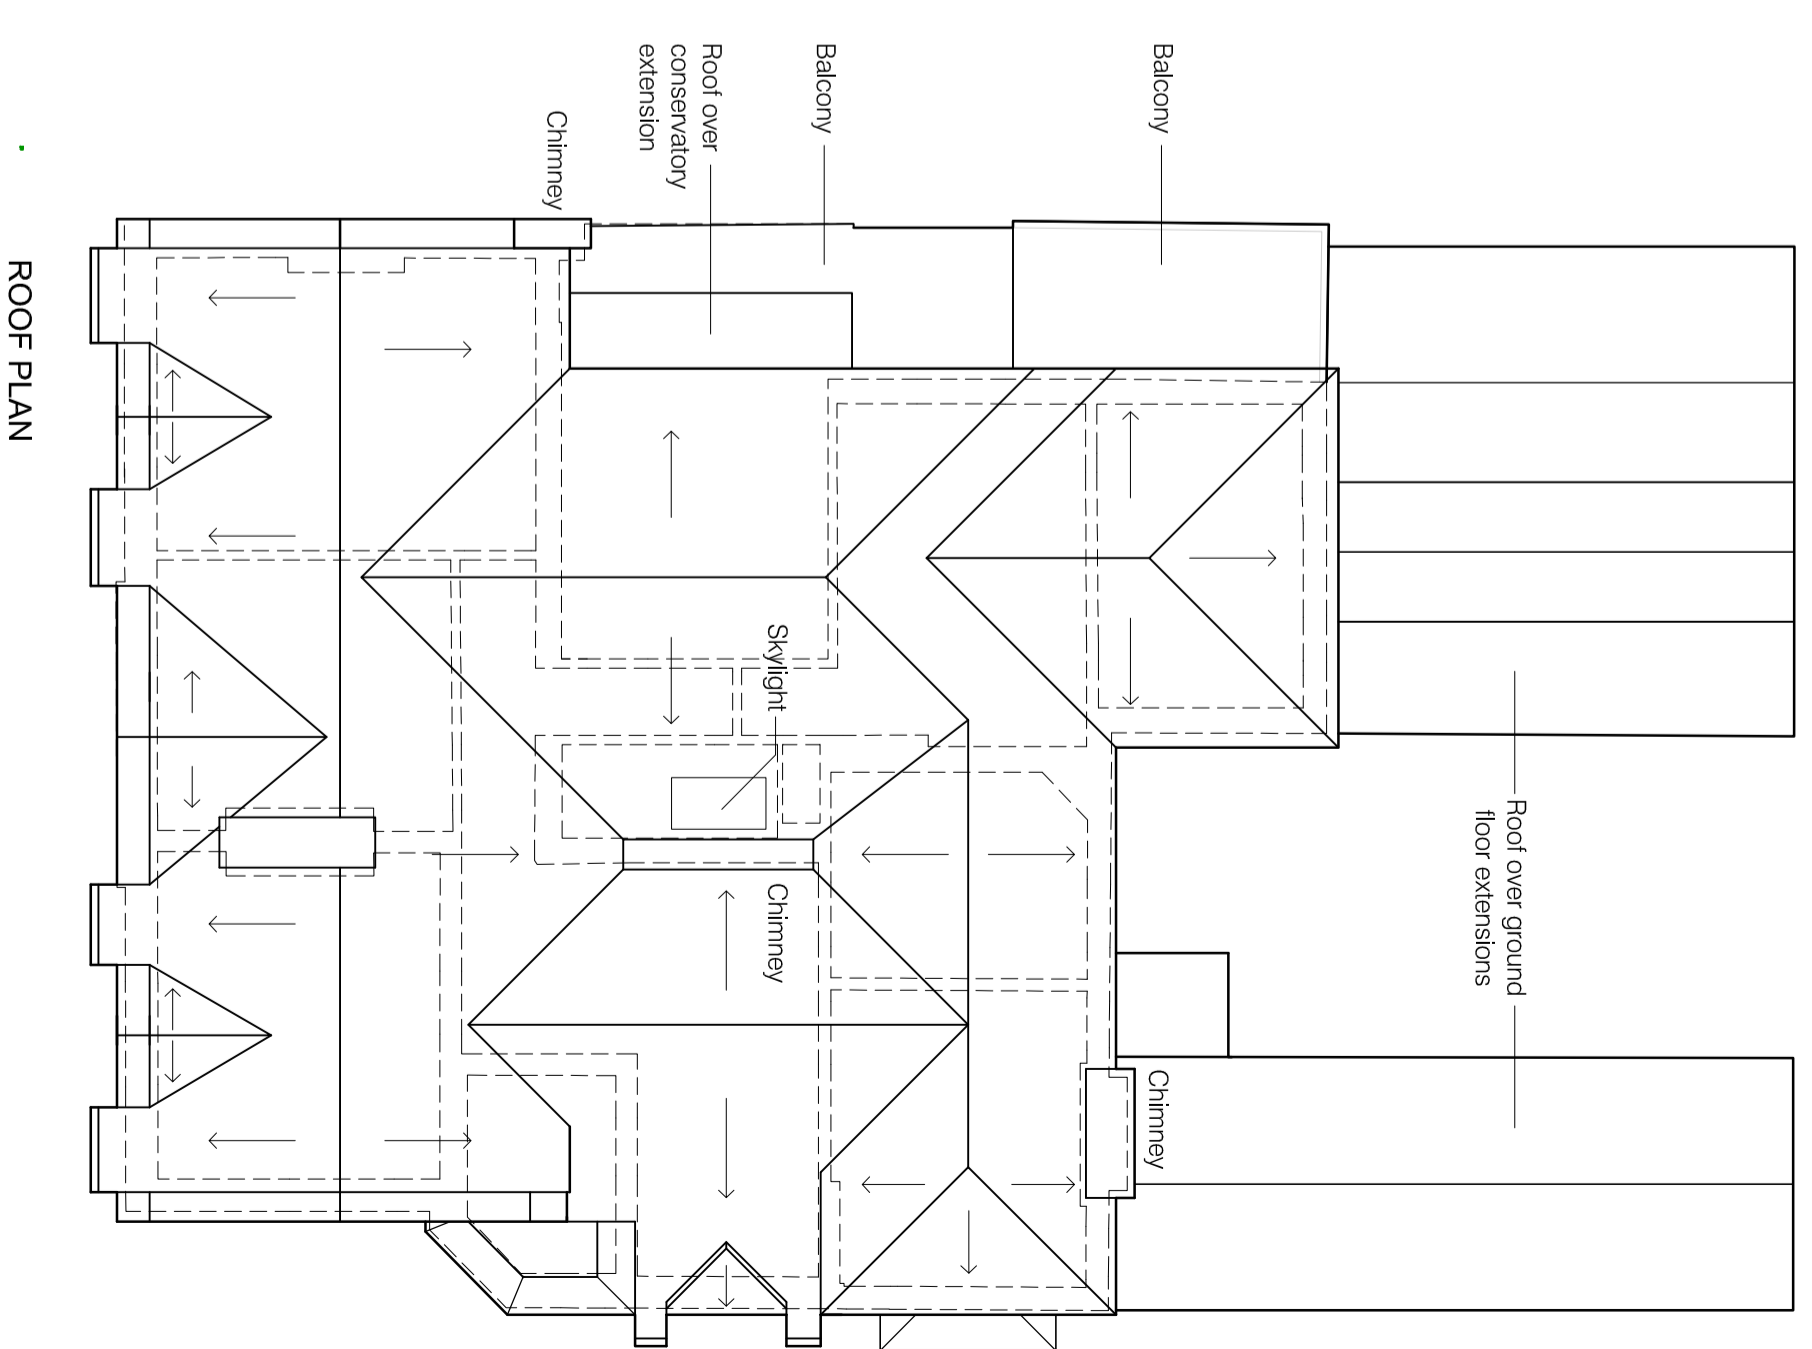 Balcony
Balcony
Roof over
conservatory
extension
Chimney
Skylight
Chimney
Roof over ground
floor extensions
Chimney
ROOF PLAN